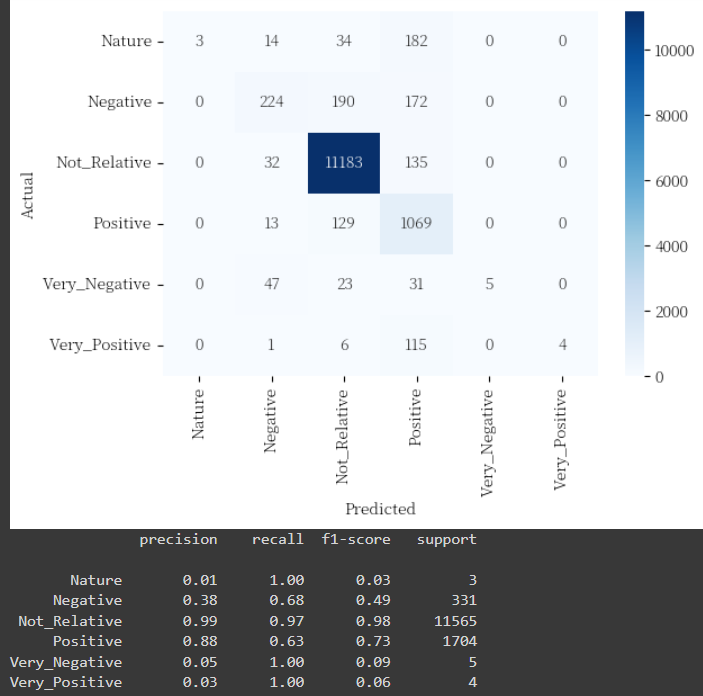 Nature 3 14 34 182 0 0
Negative 0 224 190 172 0 0
Not_Relative 0 32 11183 135 0 0
Positive 0 13 129 1069 0 0
Very_Negative 0 47 23 31 5 0
Very_Positive 0 1 6 115 0 4
Actual
Nature
Negative
Not_Relative
Positive
Very_Negative
Very_Positive
Predicted
10000
8000
6000
4000
2000
0
precision recall f1-score support
Nature 0.01 1.00 0.03 3
Negative 0.38 0.68 0.49 331
Not_Relative 0.99 0.97 0.98 11565
Positive 0.88 0.63 0.73 1704
Very_Negative 0.05 1.00 0.09 5
Very_Positive 0.03 1.00 0.06 4